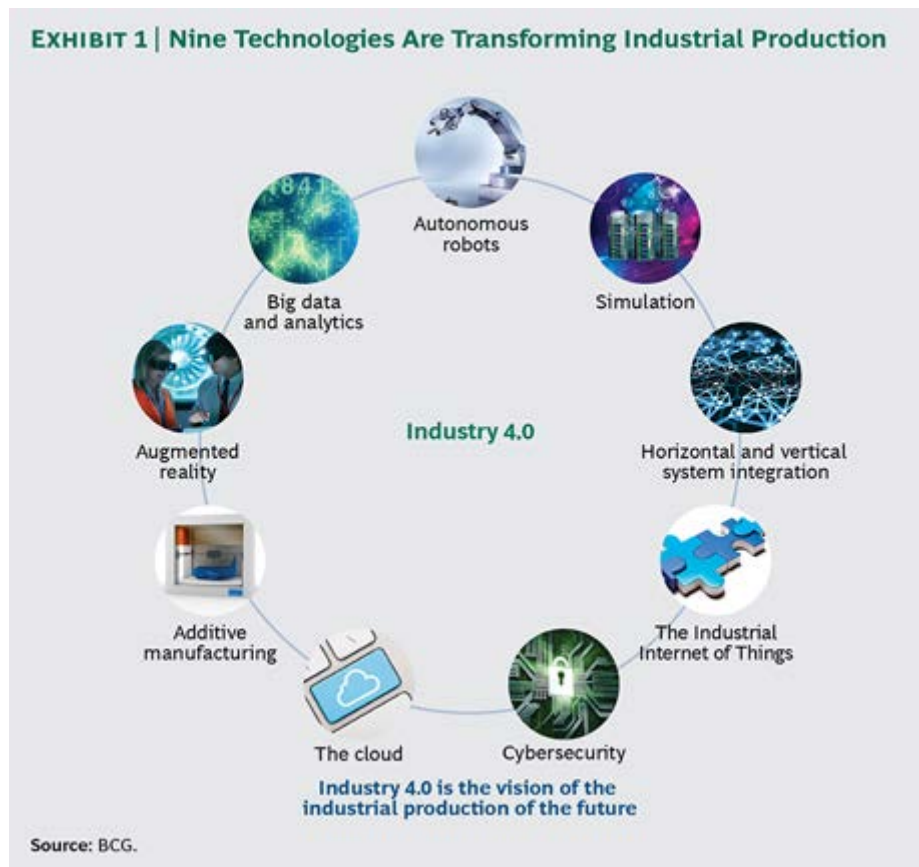 EXHIBIT 1 | Nine Technologies Are Transforming Industrial Production
Autonomous
robots
Simulation
Horizontal and vertical
system integration
The Industrial
Internet of Things
Cybersecurity
The cloud
Additive
manufacturing
Augmented
reality
Big data
and analytics
Industry 4.0
Industry 4.0 is the vision of the
industrial production of the future
Source: BCG.